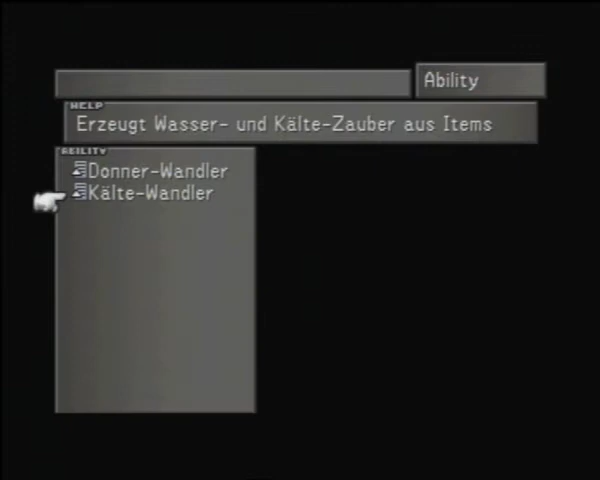 Ability
HELP
Erzeugt Wasser- und Kälte-Zauber aus Items
ABILITY
Donner-Wandler
Kälte-Wandler